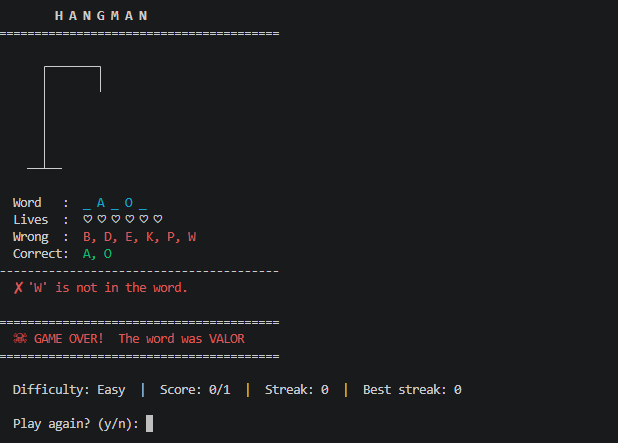 H A N G M A N
========================================
Word   :  _ A _ O _
Lives  :  ♡ ♡ ♡ ♡ ♡ ♡
Wrong  :  B, D, E, K, P, W
Correct:  A, O
----------------------------------------
✗ 'W' is not in the word.
========================================
☠ GAME OVER!  The word was VALOR
========================================
Difficulty: Easy  |  Score: 0/1  |  Streak: 0  |  Best streak: 0
Play again? (y/n):